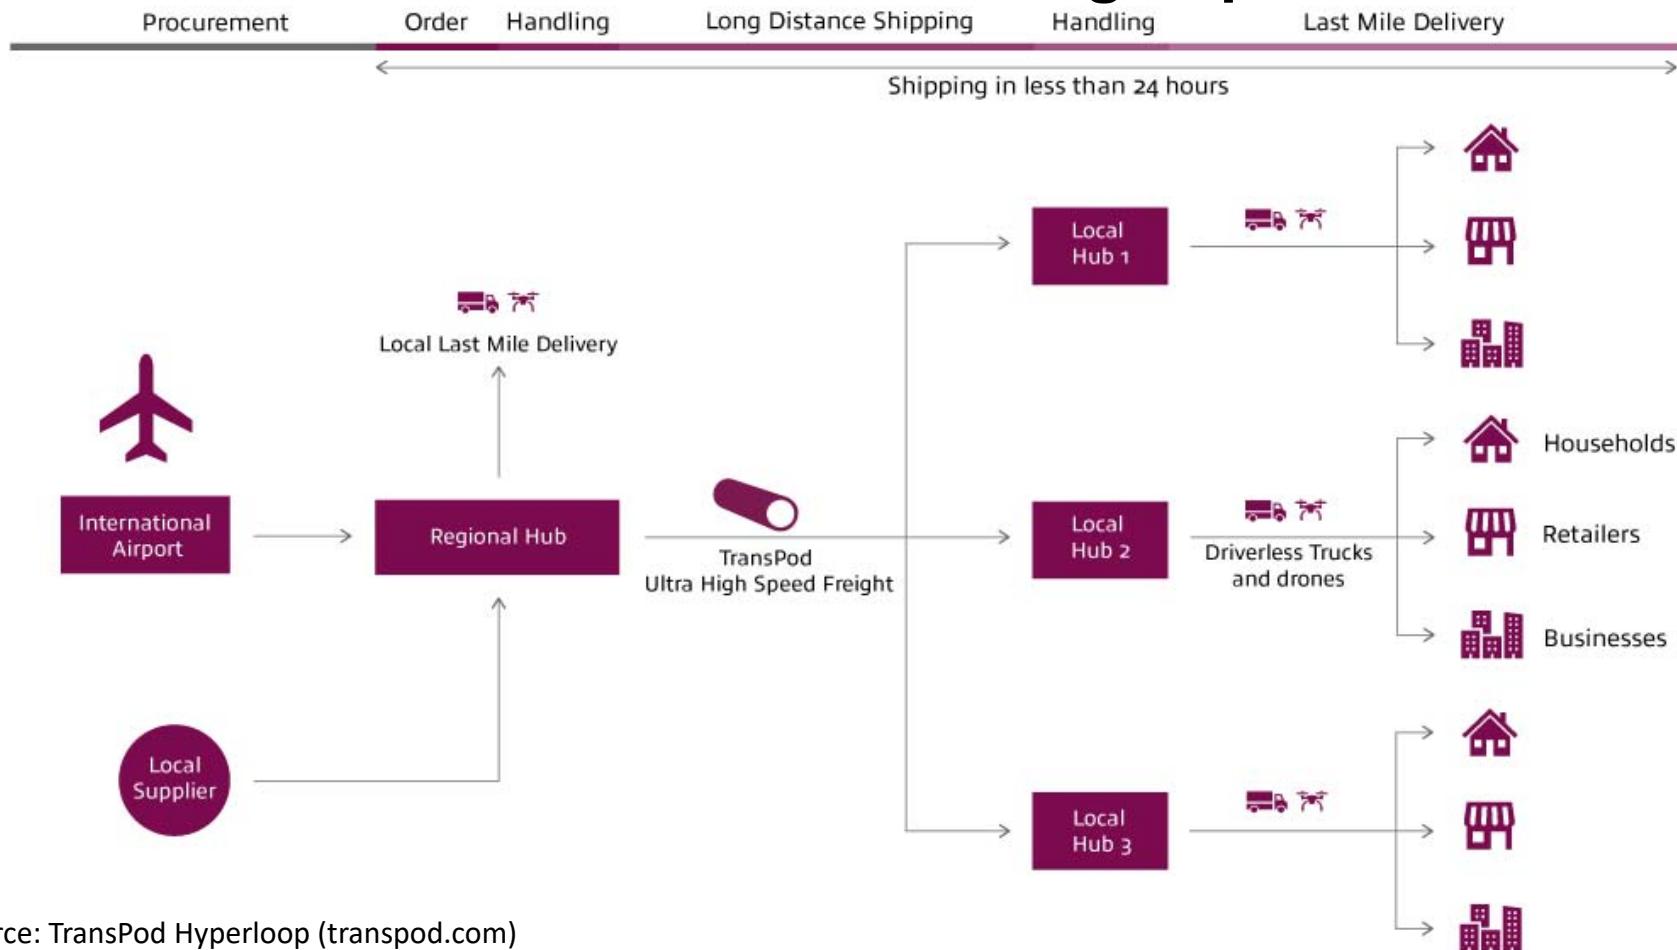 Procurement
Order
Handling
Long Distance Shipping
Handling
Last Mile Delivery
Shipping in less than 24 hours
Local Last Mile Delivery
International
Airport
Regional Hub
Local
Supplier
TransPod
Ultra High Speed Freight
Local
Hub 1
Local
Hub 2
Driverless Trucks
and drones
Households
Retailers
Businesses
Local
Hub 3
rce: TransPod Hyperloop (transpod.com)